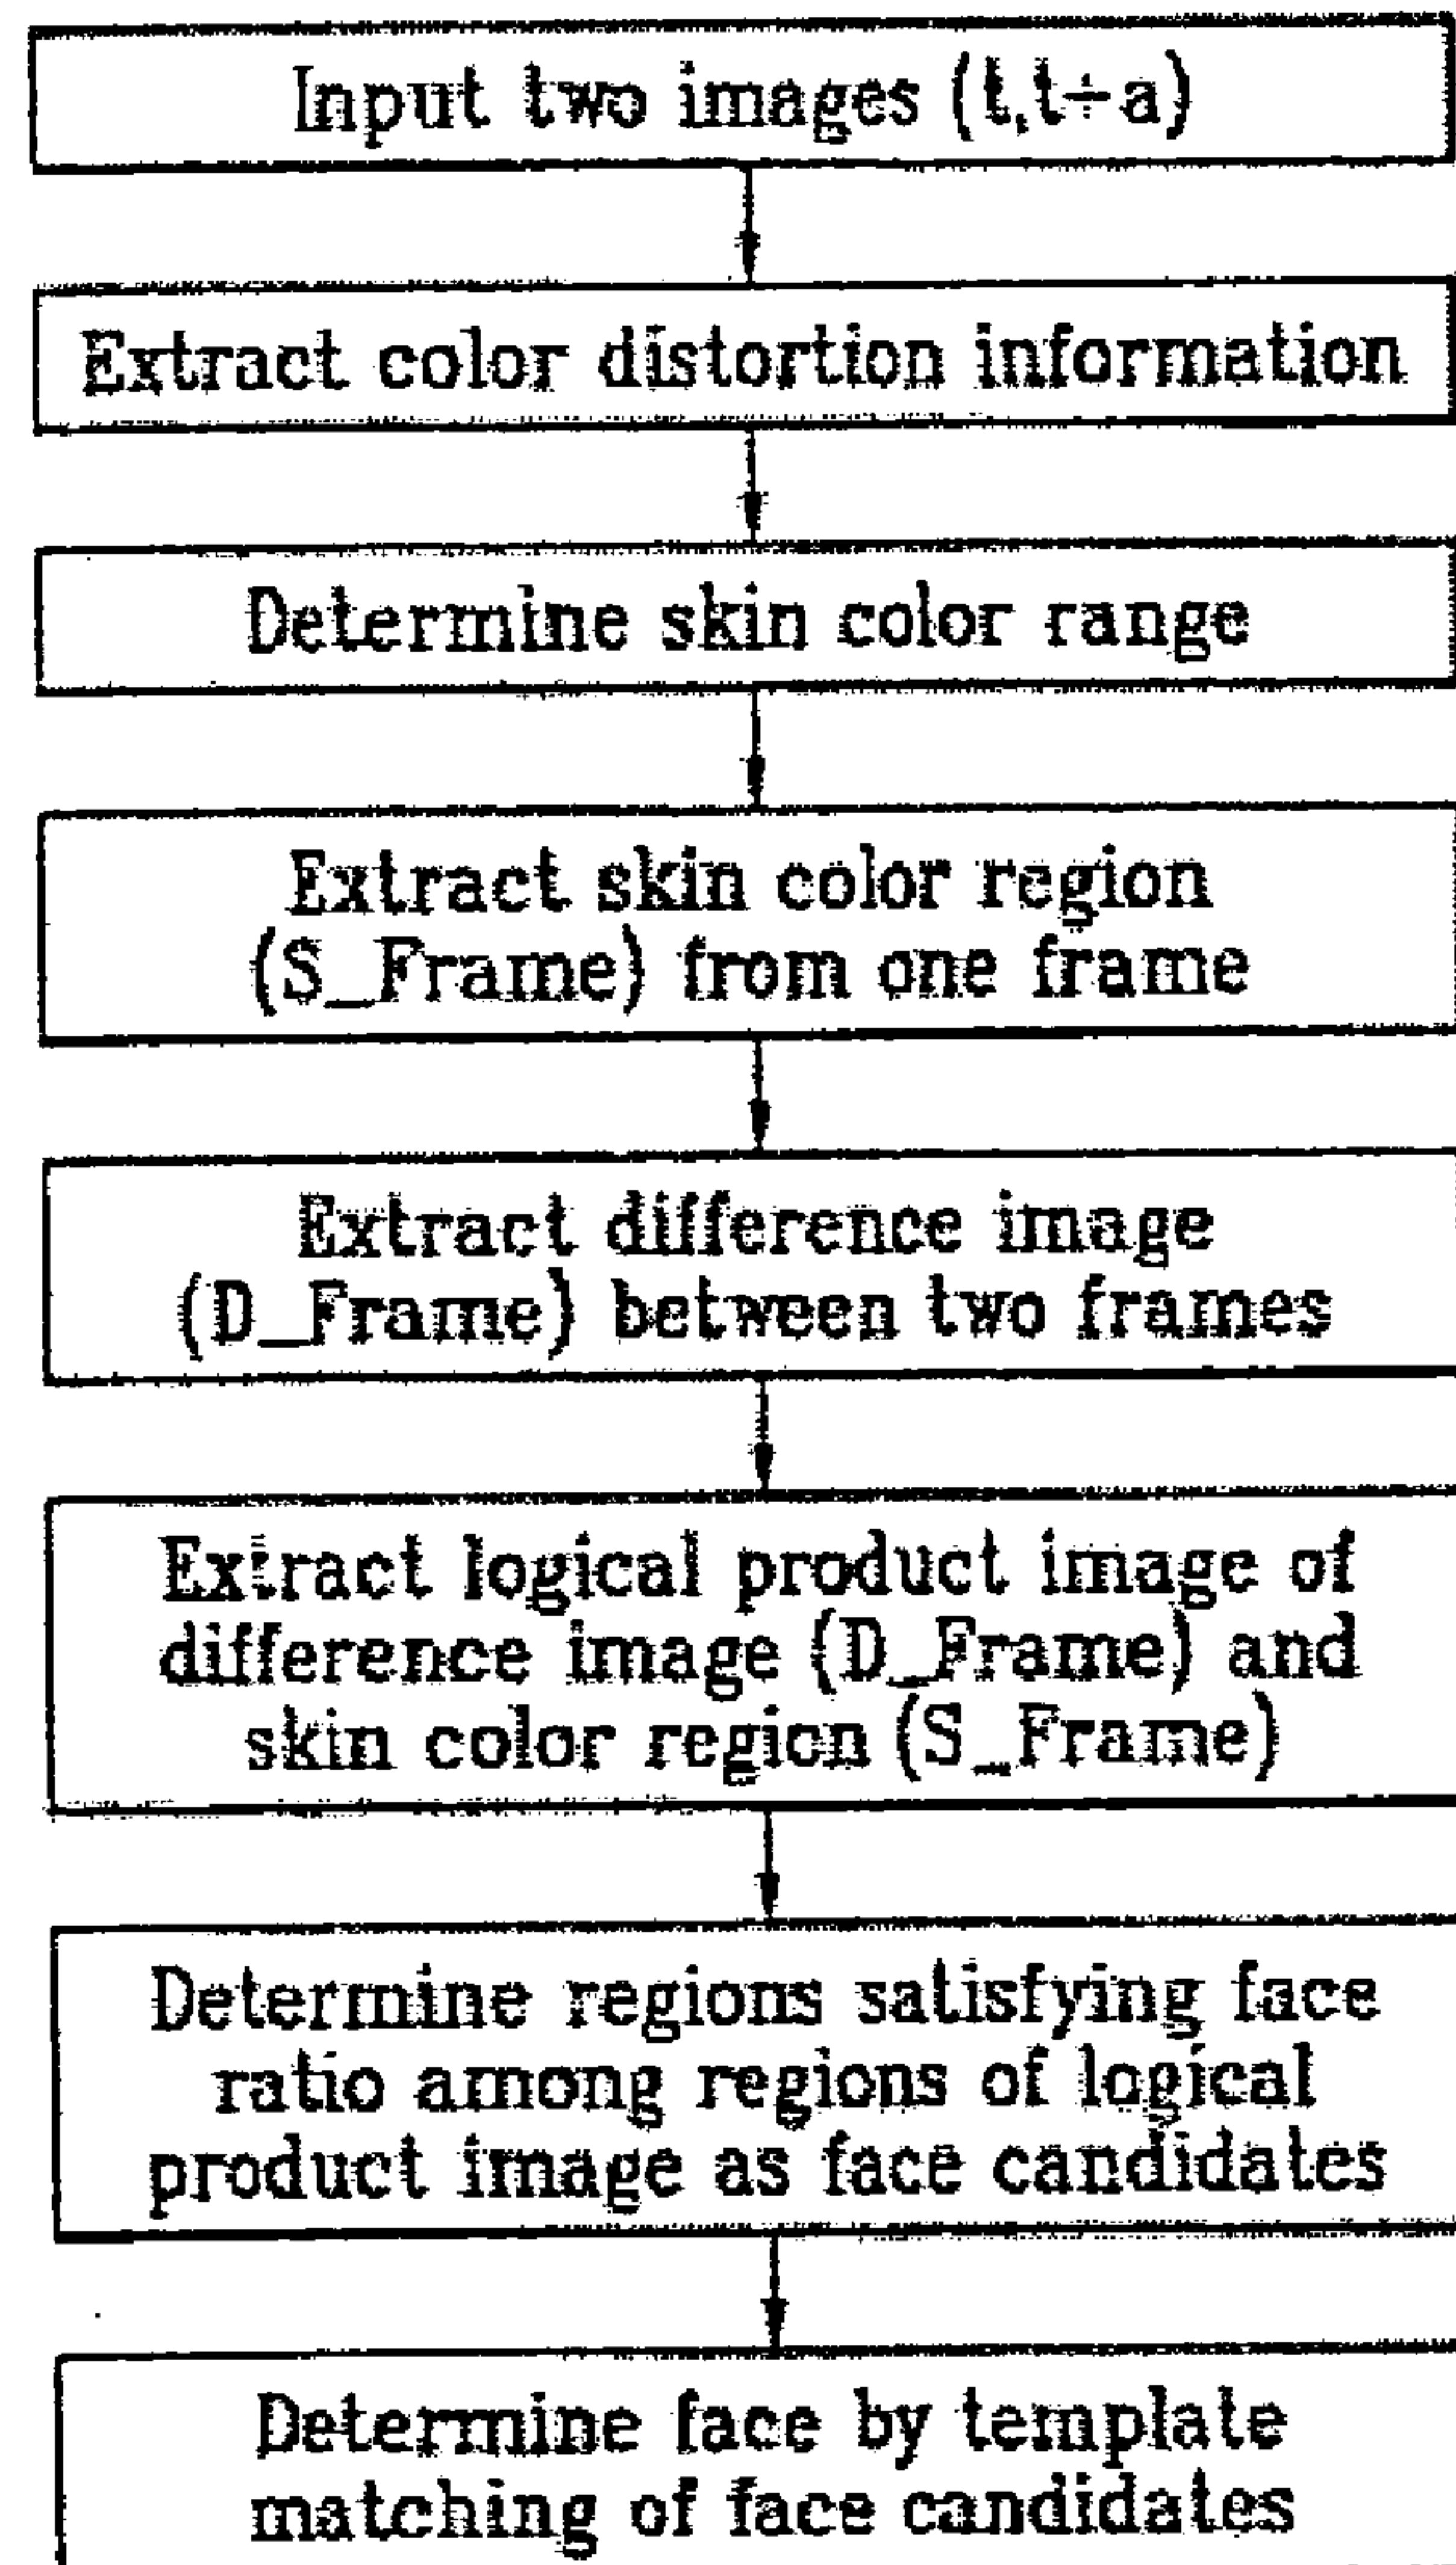 Input two images (t,t+a)
Extract color distortion information
Determine skin color range
Extract skin color region
(S_Frame) from one frame
Extract difference image
(D_Frame) between two frames
Extract logical product image of
difference image (D_Frame) and
skin color region (S_Frame)
Determine regions satisfying face
ratio among regions of logical
product image as face candidates
Determine face by template
matching of face candidates